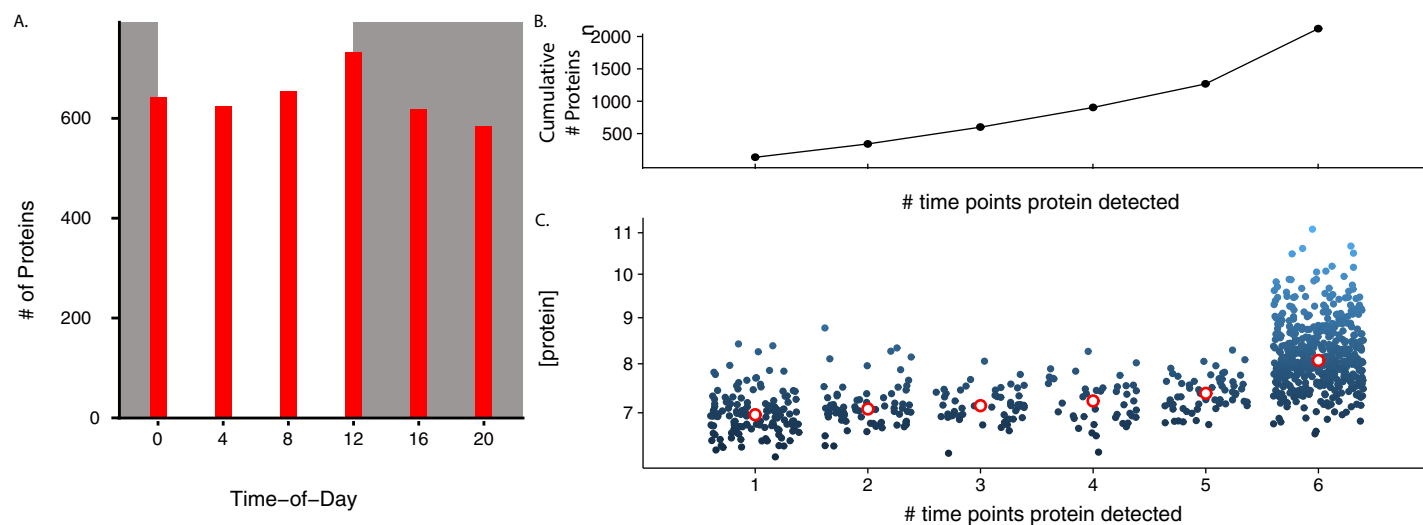 A.
# of Proteins
600
400
200
0
0 4 8 12 16 20
Time−of−Day
B.
Cumulative
# Proteins
n
2000
1500
1000
500
# time points protein detected
C.
[protein]
11
10
9
8
7
1 2 3 4 5 6
# time points protein detected